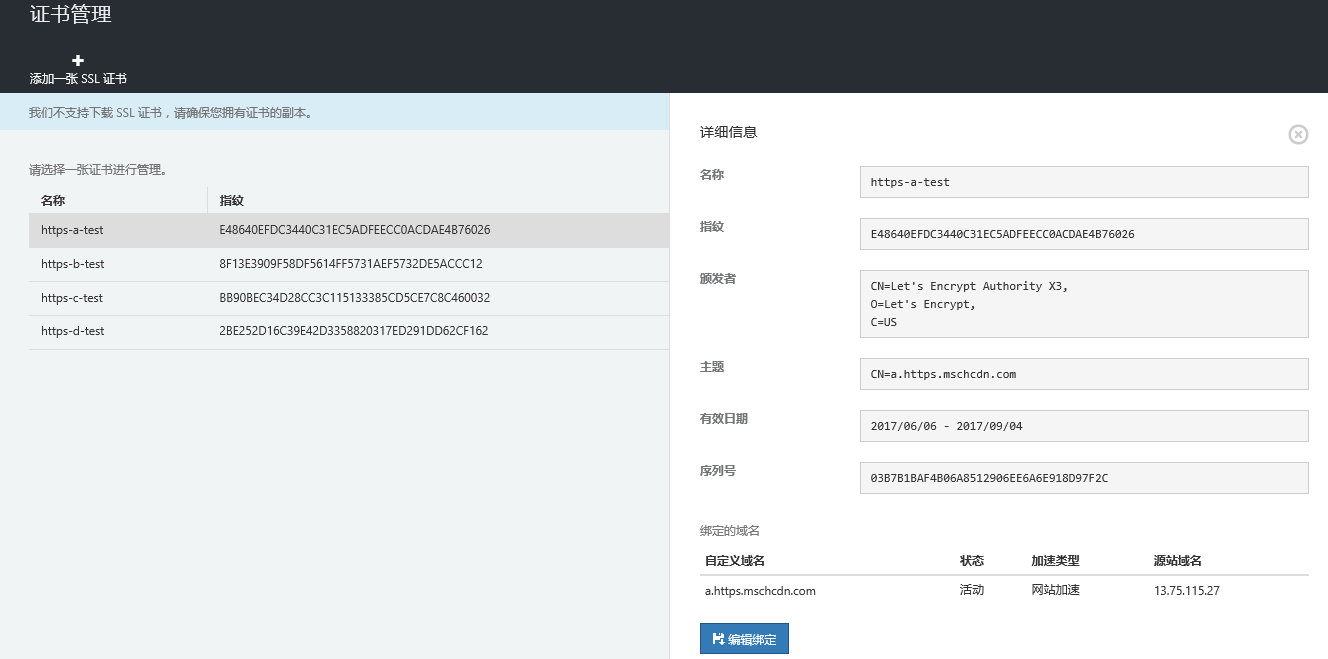 证书管理
添加一张 SSL 证书
我们不支持下载 SSL 证书，请确保您拥有证书的副本。
请选择一张证书进行管理。
名称 指纹
https-a-test E48640EFDC3440C31EC5ADFEECC0ACDAE4B76026
https-b-test 8F13E3909F58DF5614FF5731AEF5732DE5ACCC12
https-c-test BB90BEC34D28CC3C115133385CD5CE7C8C460032
https-d-test 2BE252D16C39E42D3358820317ED291DD62CF162
详细信息
名称 https-a-test
指纹 E48640EFDC3440C31EC5ADFEECC0ACDAE4B76026
颁发者 CN=Let's Encrypt Authority X3,
O=Let's Encrypt,
C=US
主题 CN=a.https.mschcdn.com
有效日期 2017/06/06 - 2017/09/04
序列号 03B7B1BAF4B06A8512906EE6A6E918D97F2C
绑定的域名
自定义域名 状态 加速类型 源站域名
a.https.mschcdn.com 活动 网站加速 13.75.115.27
编辑绑定